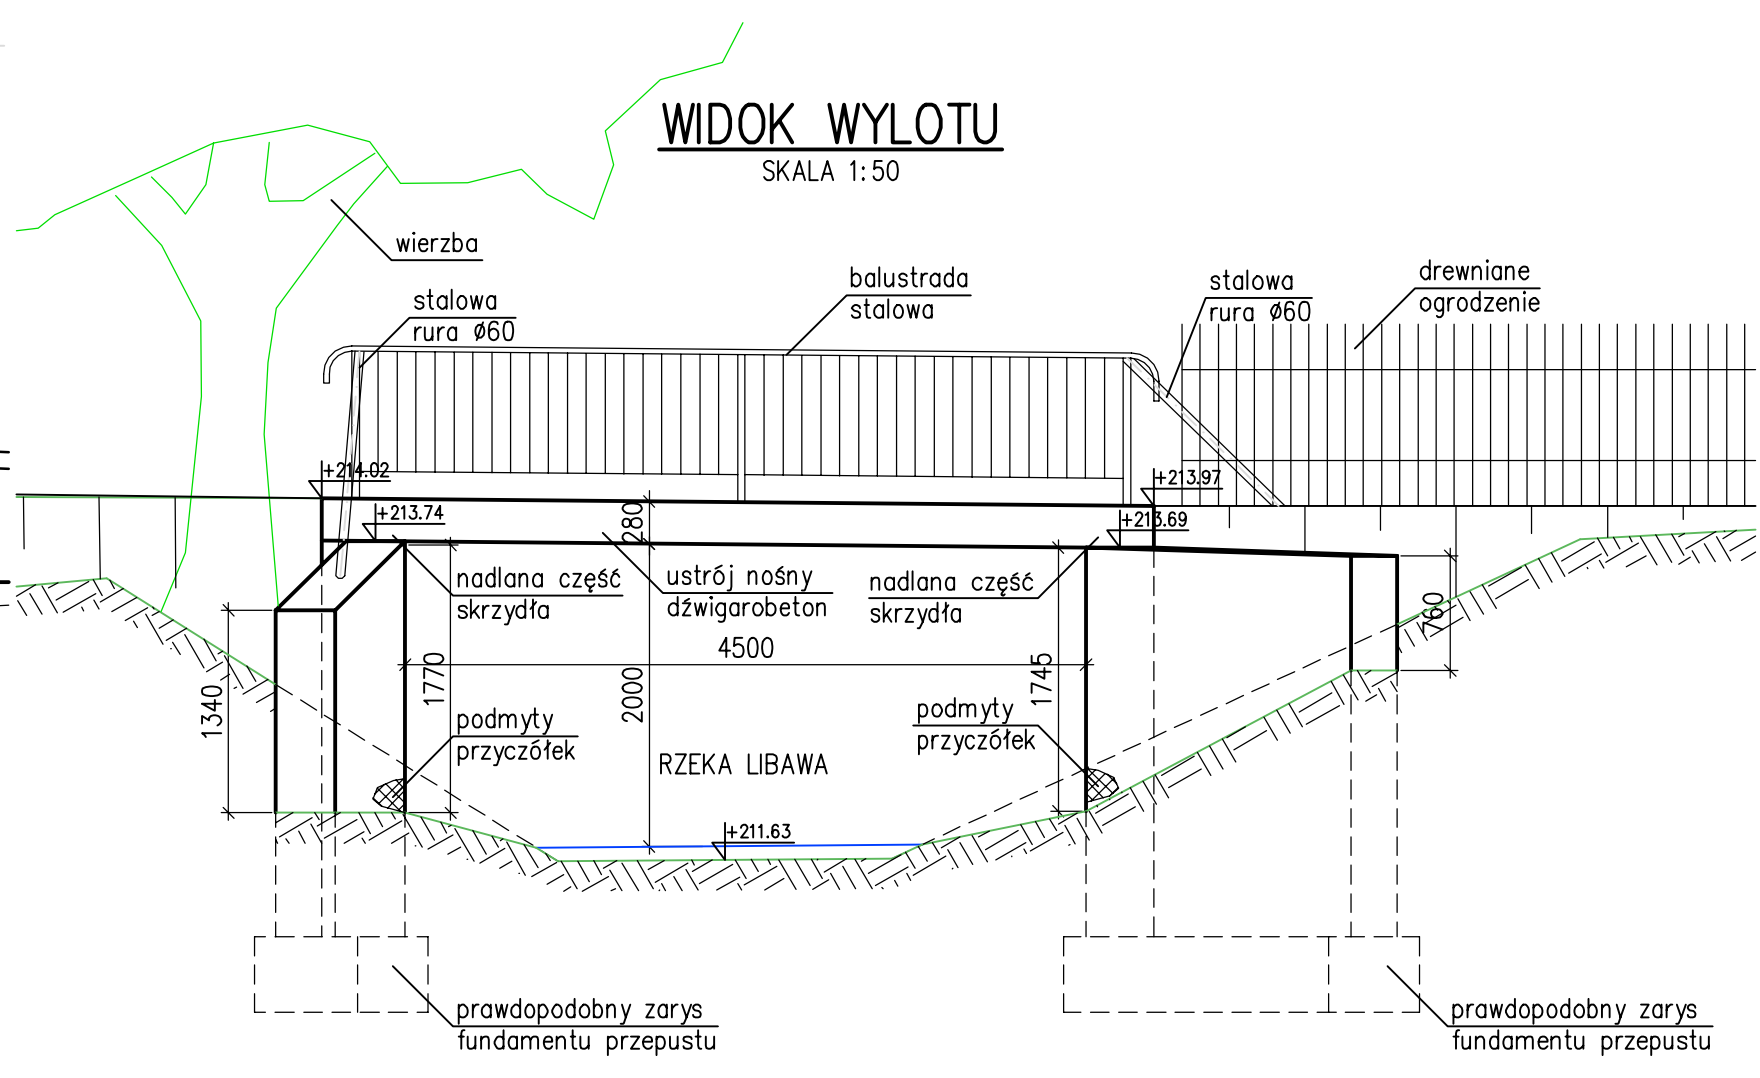 WIDOK WYLOTU
SKALA 1:50
wierzba
stalowa
rura Ø60
balustrada
stalowa
stalowa
rura Ø60
drewniane
ogrodzenie
+214.02
+213.97
+213.74
280
+213.69
nadlana część
skrzydła
ustrój nośny
dźwigarobeton
nadlana część
skrzydła
760
4500
1340
1770
2000
1745
podmyty
przyczółek
podmyty
przyczółek
RZEKA LIBAWA
+211.63
prawdopodobny zarys
fundamentu przepustu
prawdopodobny zarys
fundamentu przepustu